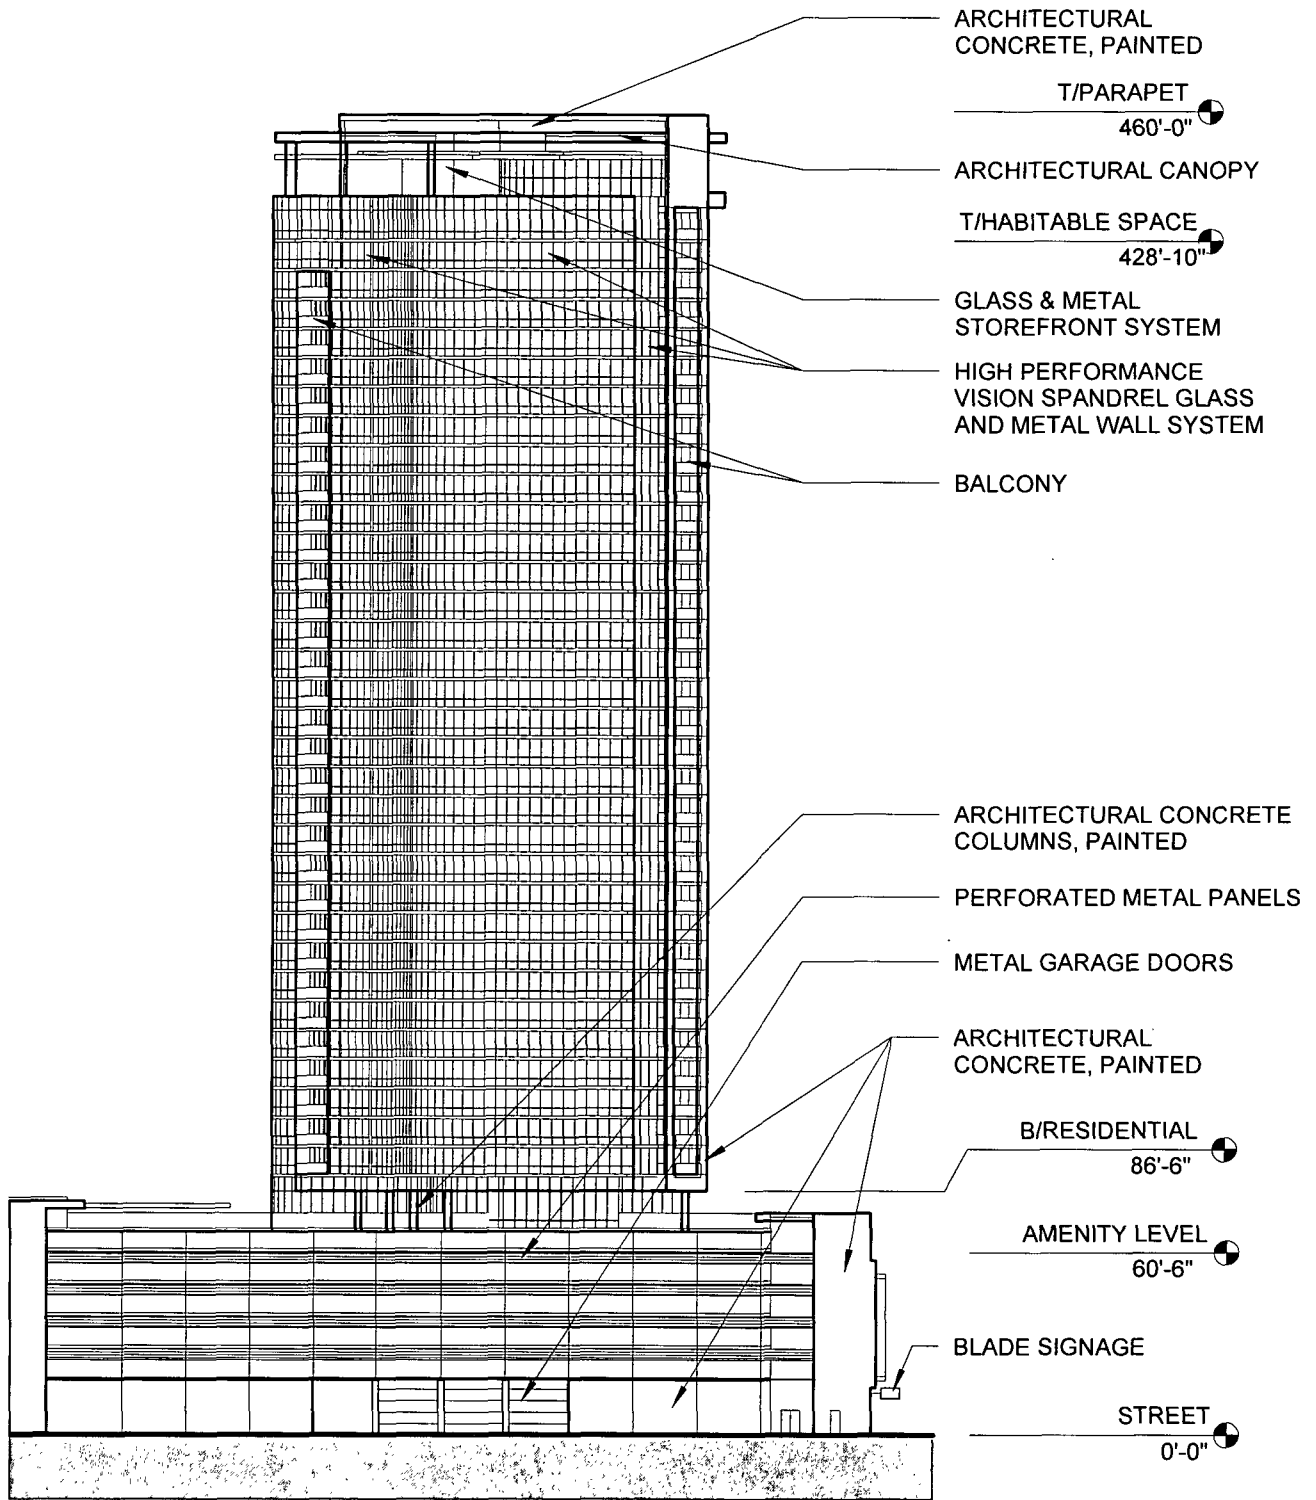 ARCHITECTURAL
CONCRETE, PAINTED
T/PARAPET
460'-0"
ARCHITECTURAL CANOPY
T/HABITABLE SPACE
428'-10"
GLASS & METAL
STOREFRONT SYSTEM
HIGH PERFORMANCE
VISION SPANDREL GLASS
AND METAL WALL SYSTEM
BALCONY
ARCHITECTURAL CONCRETE
COLUMNS, PAINTED
PERFORATED METAL PANELS
METAL GARAGE DOORS
ARCHITECTURAL
CONCRETE, PAINTED
B/RESIDENTIAL
86'-6"
AMENITY LEVEL
60'-6"
BLADE SIGNAGE
STREET
0'-0"